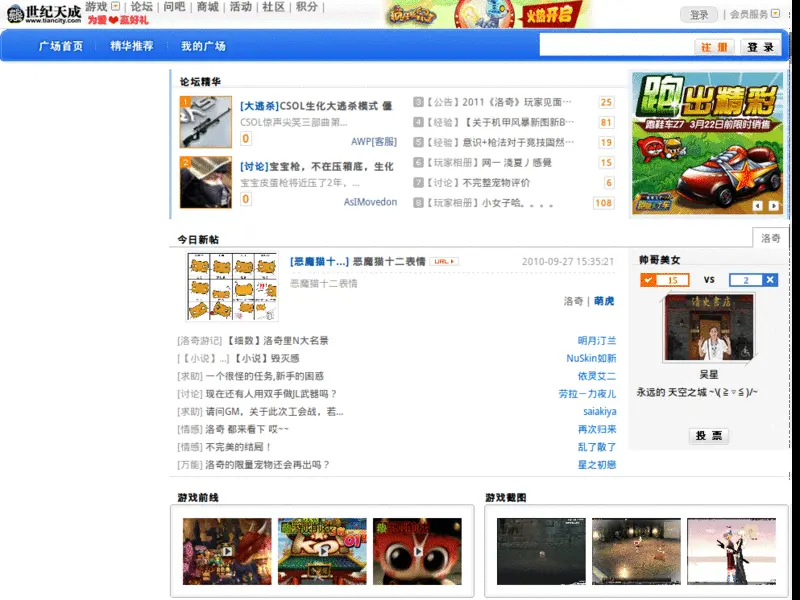 世纪天成
www.tiancity.com
游戏 | 论坛 | 问吧 | 商城 | 活动 | 社区 | 积分 |
为爱❤赢好礼
火热开启
登录 | 会员服务
广场首页 精华推荐 我的广场
注 册 登 录
论坛精华
1
[大逃杀]CSOL生化大逃杀模式 僵
CSOL惊声尖笑三部曲第...
0
AWP[客服]
2
[讨论]宝宝枪，不在压箱底，生化
宝宝皮蛋枪将近压了2年，...
0
AsIMovedon
3【公告】2011《洛奇》玩家见面… 25
4【经验】【关于机甲风暴新图新B… 81
5【经验】意识+枪法对于竞技固然… 19
6【玩家相册】网一 淺夏丿感覺 15
7【讨论】不完整宠物评价 6
8【玩家相册】小女子哈。。。。 108
跑出精彩
跑鞋车Z7 3月22日前限时销售
今日新帖
洛奇
[恶魔猫十...] 恶魔猫十二表情 URL 2010-09-27 15:35:21
恶魔猫十二表情
洛奇 | 萌虎
[洛奇游记] 【细数】洛奇里N大名景 明月汀兰
[【小说】...] 【小说】毁灭感 NuSkin如新
[求助] 一个很怪的任务,新手的困惑 依灵艾二
[讨论] 现在还有人用双手做JL武器吗？ 劳拉－力夜儿
[求助] 请问GM，关于此次工会战，若... saiakiya
[情感] 洛奇 都来看下 哎~~ 再次归来
[情感] 不完美的结局！ 乱了散了
[万能] 洛奇的限量宠物还会再出吗？ 星之初戀
帅哥美女
15 VS 2
吴星
永远的 天空之城 ~\(≧▽≦)/~
投 票
游戏前线
游戏截图